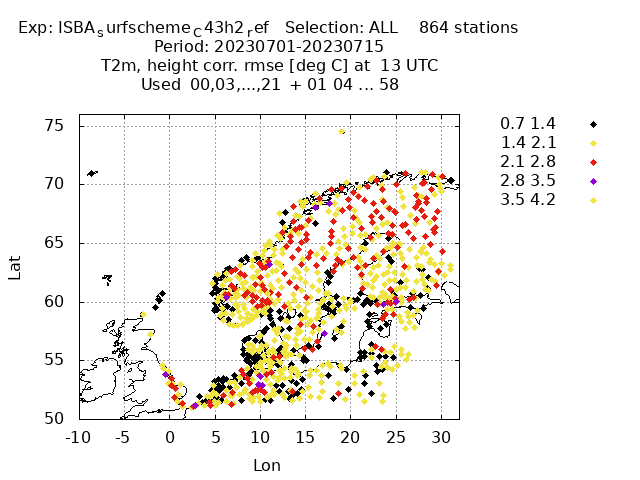 Exp: ISBAsurfschemeC43h2ref Selection: ALL 864 stations
Period: 20230701-20230715
T2m, height corr. rmse [deg C] at 13 UTC
Used 00,03,...,21 + 01 04 ... 58
0.7 1.4
1.4 2.1
2.1 2.8
2.8 3.5
3.5 4.2
75
70
65
60
55
50
Lat
-10 -5 0 5 10 15 20 25 30
Lon